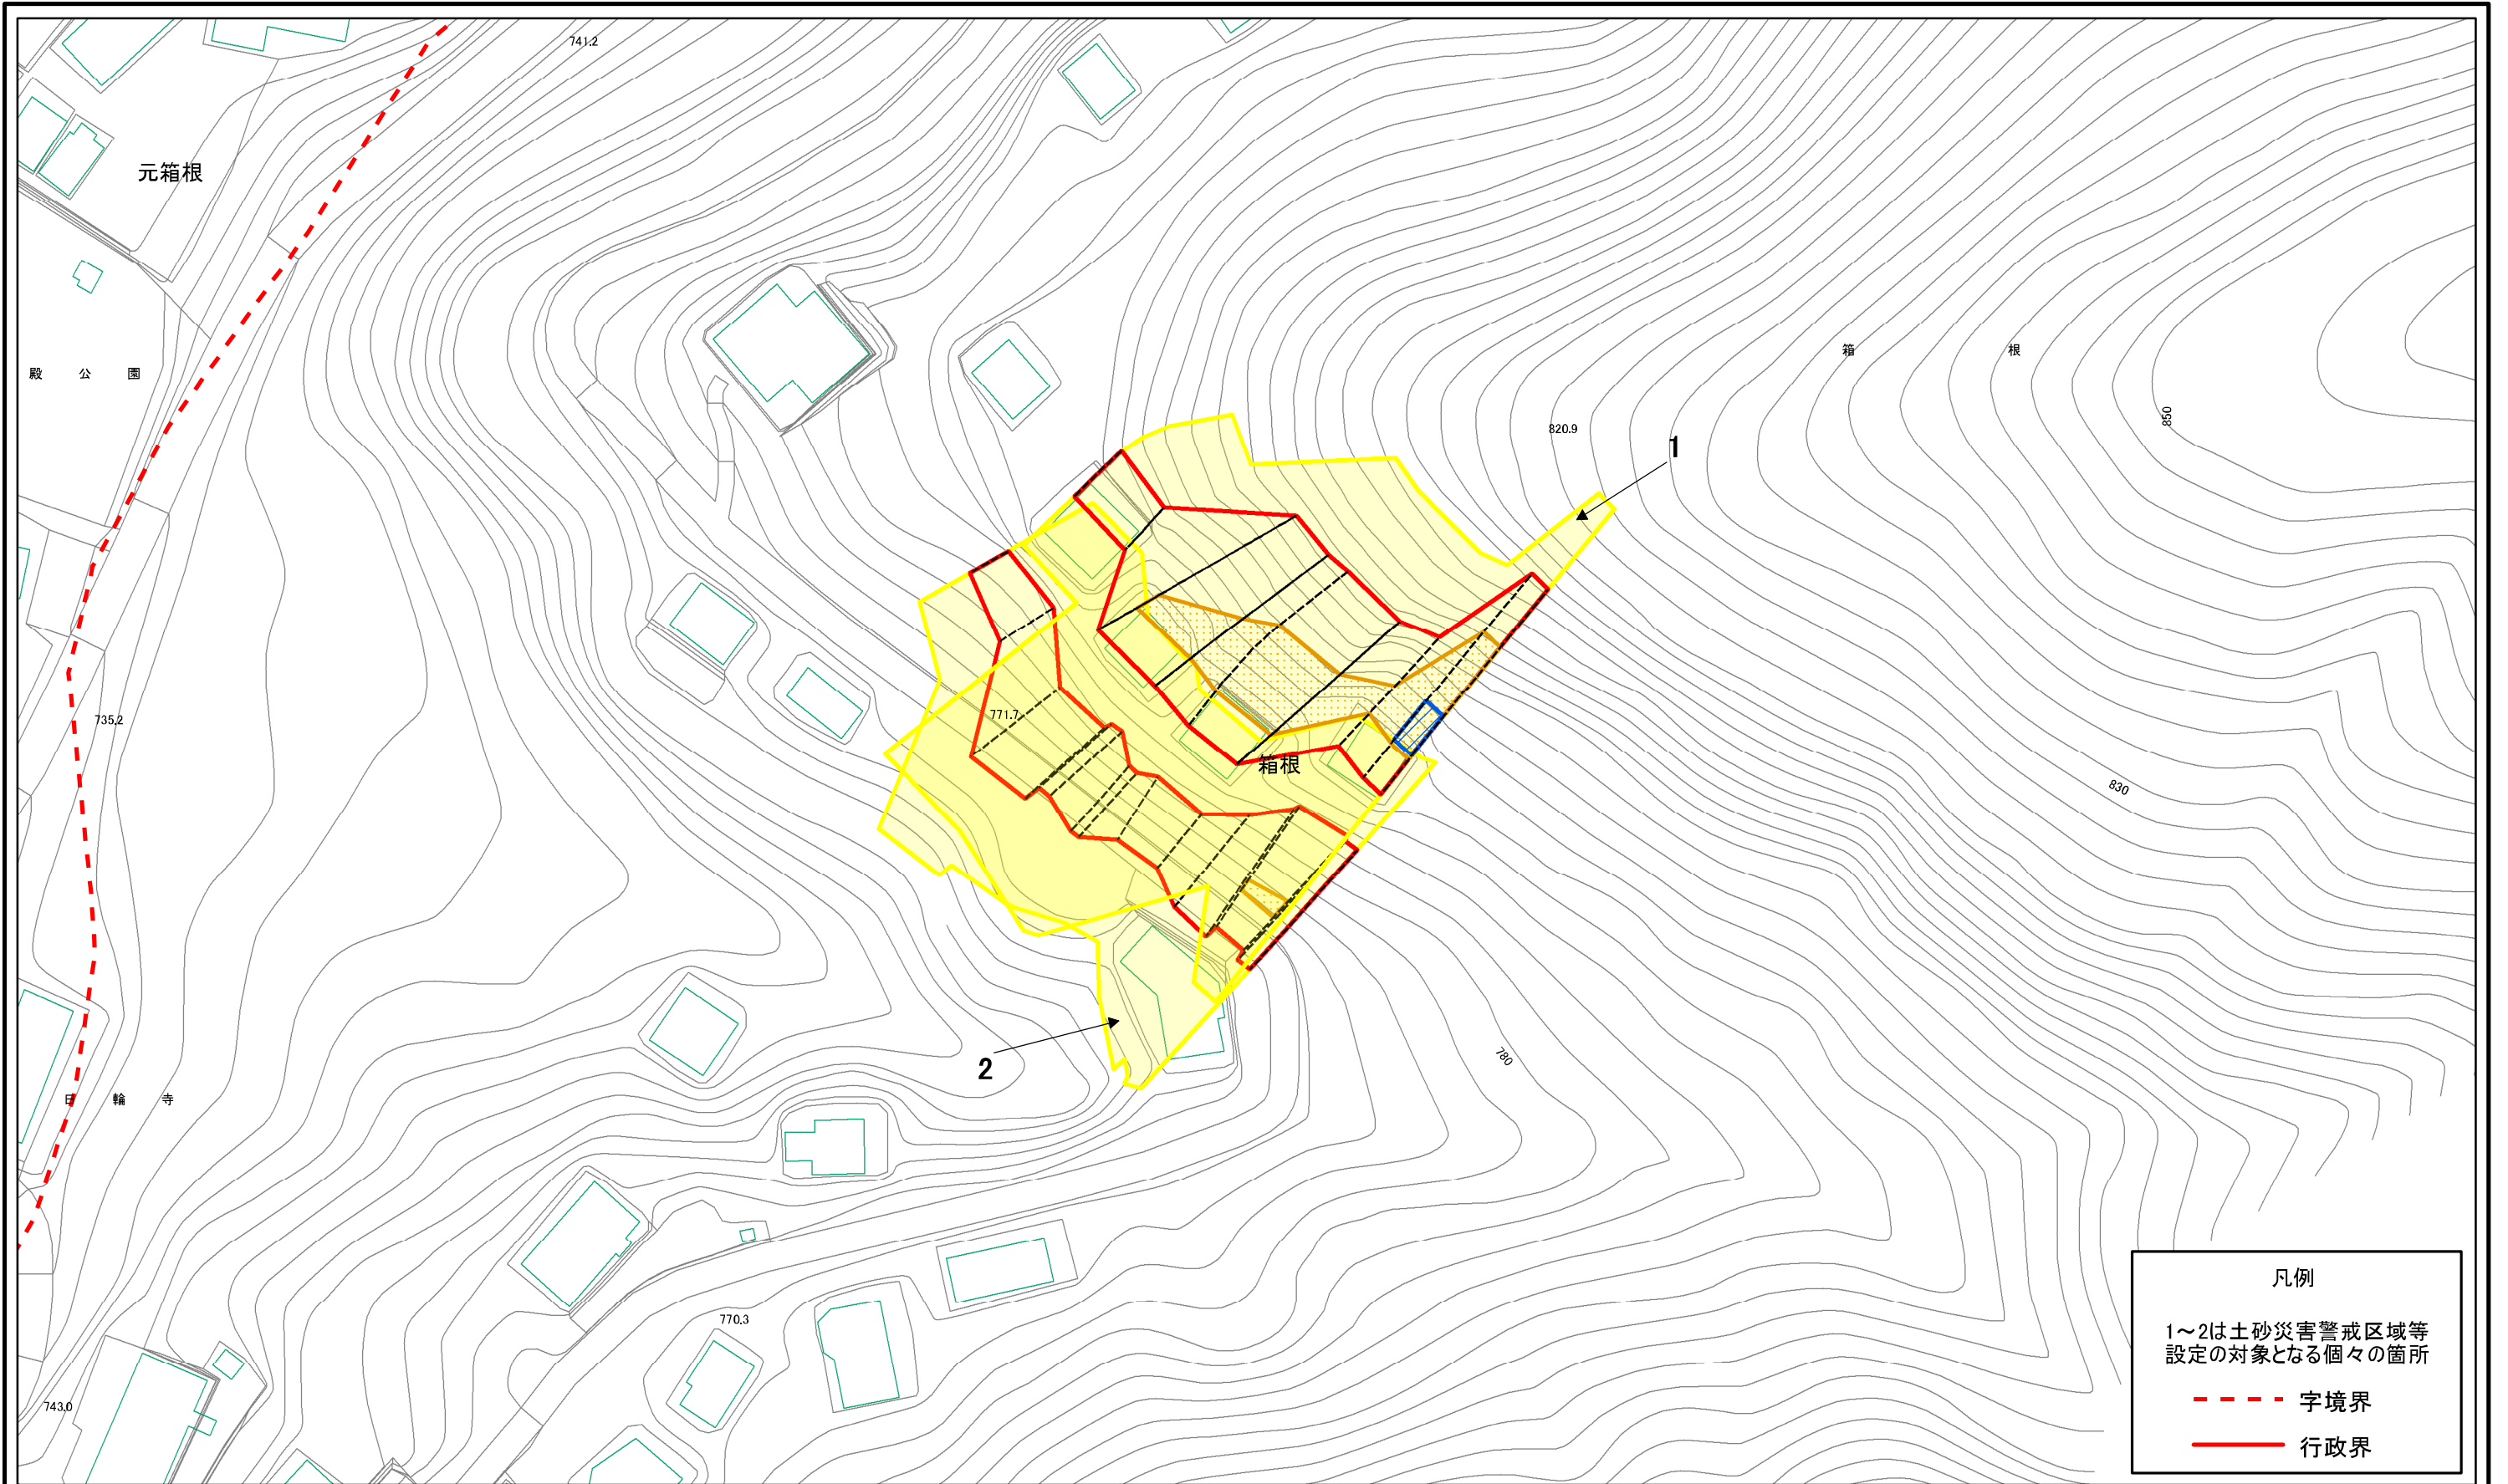 741.2
元箱根
箱根
殿公園
850
820.9
1
771.7
735.2
箱根
830
780
2
日輪寺
770.3
743.0
凡例
1～2は土砂災害警戒区域等
設定の対象となる個々の箇所
字境界
行政界